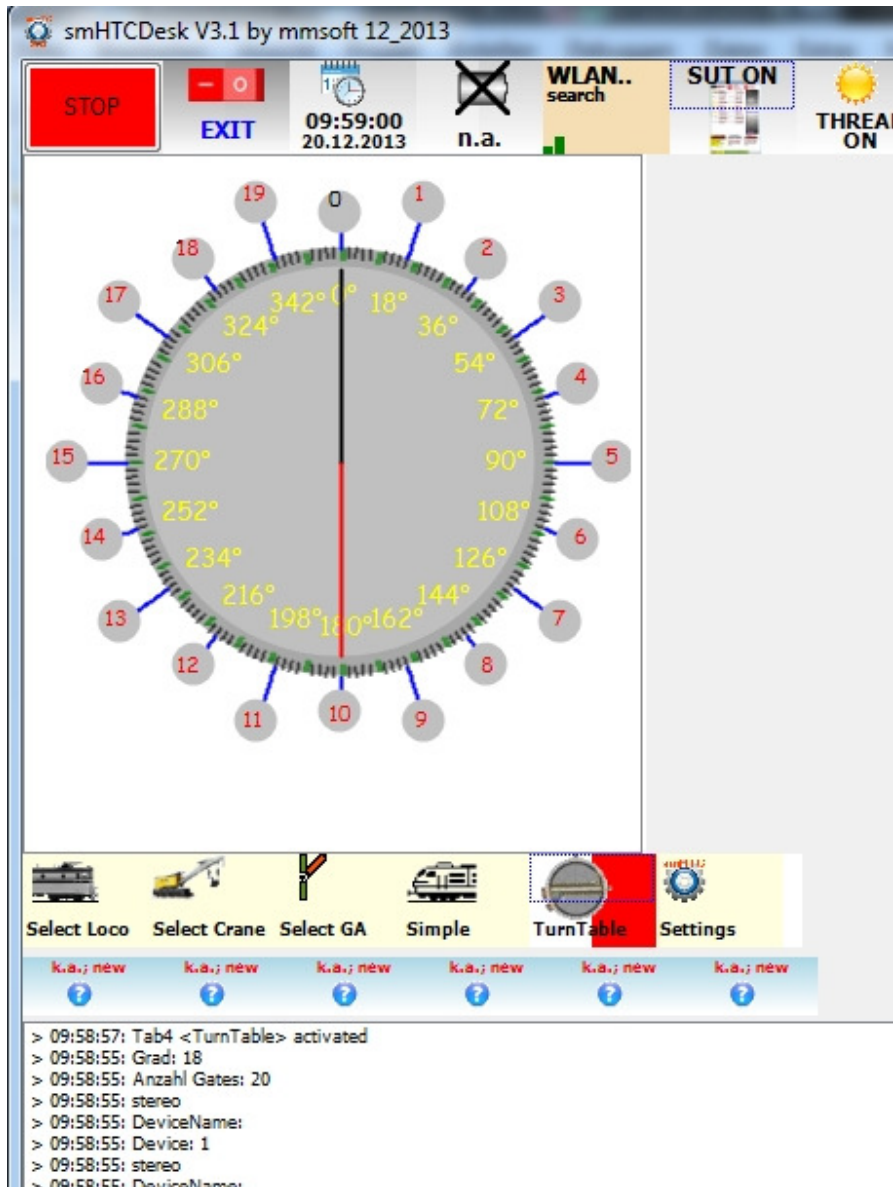 smHTCDesk V3.1 by mmsoft 12_2013
STOP
EXIT
09:59:00
20.12.2013
n.a.
WLAN..
search
SUT ON
THREAD
ON
19
0
1
18
2
17
3
342°
0°
18°
324°
36°
306°
54°
16
4
288°
72°
15
270°
90°
5
252°
108°
14
6
234°
126°
216°
144°
198°
180°
162°
13
7
12
8
11
10
9
Select Loco
Select Crane
Select GA
Simple
TurnTable
Settings
k.a.; new
k.a.; new
k.a.; new
k.a.; new
k.a.; new
k.a.; new
> 09:58:57: Tab4 <TurnTable> activated
> 09:58:55: Grad: 18
> 09:58:55: Anzahl Gates: 20
> 09:58:55: stereo
> 09:58:55: DeviceName:
> 09:58:55: Device: 1
> 09:58:55: stereo
> 09:58:55: DeviceName: